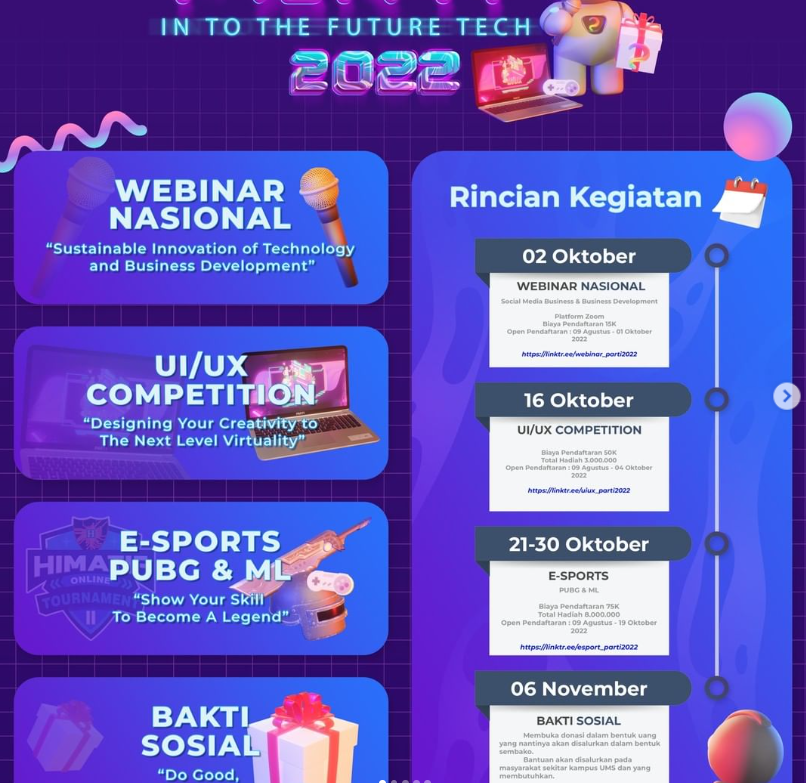 IN TO THE FUTURE TECH
2022
WEBINAR
NASIONAL
“Sustainable Innovation of Technology
and Business Development”
UI/UX
COMPETITION
“Designing Your Creativity to
The Next Level Virtuality”
HIMATIF
ONLINE
TOURNAMENT
II
E-SPORTS
PUBG & ML
“Show Your Skill
To Become A Legend”
BAKTI
SOSIAL
“Do Good,
Rincian Kegiatan
02 Oktober
WEBINAR NASIONAL
Social Media Business & Business Development
Platform Zoom
Biaya Pendaftaran 15K
Open Pendaftaran : 09 Agustus - 01 Oktober
2022
https://linktr.ee/webinar_parti2022
16 Oktober
UI/UX COMPETITION
Biaya Pendaftaran 50K
Total Hadiah 3.000.000
Open Pendaftaran : 09 Agustus - 04 Oktober
2022
https://linktr.ee/uiux_parti2022
21-30 Oktober
E-SPORTS
PUBG & ML
Biaya Pendaftaran 75K
Total Hadiah 8,000.000
Open Pendaftaran : 09 Agustus - 19 Oktober
2022
https://linktr.ee/esport_parti2022
06 November
BAKTI SOSIAL
Membuka donasi dalam bentuk uang
yang nantinya akan disalurkan dalam bentuk
sembako.
Bantuan akan disalurkan pada
masyarakat sekitar kampus UMS dan yang
membutuhkan.